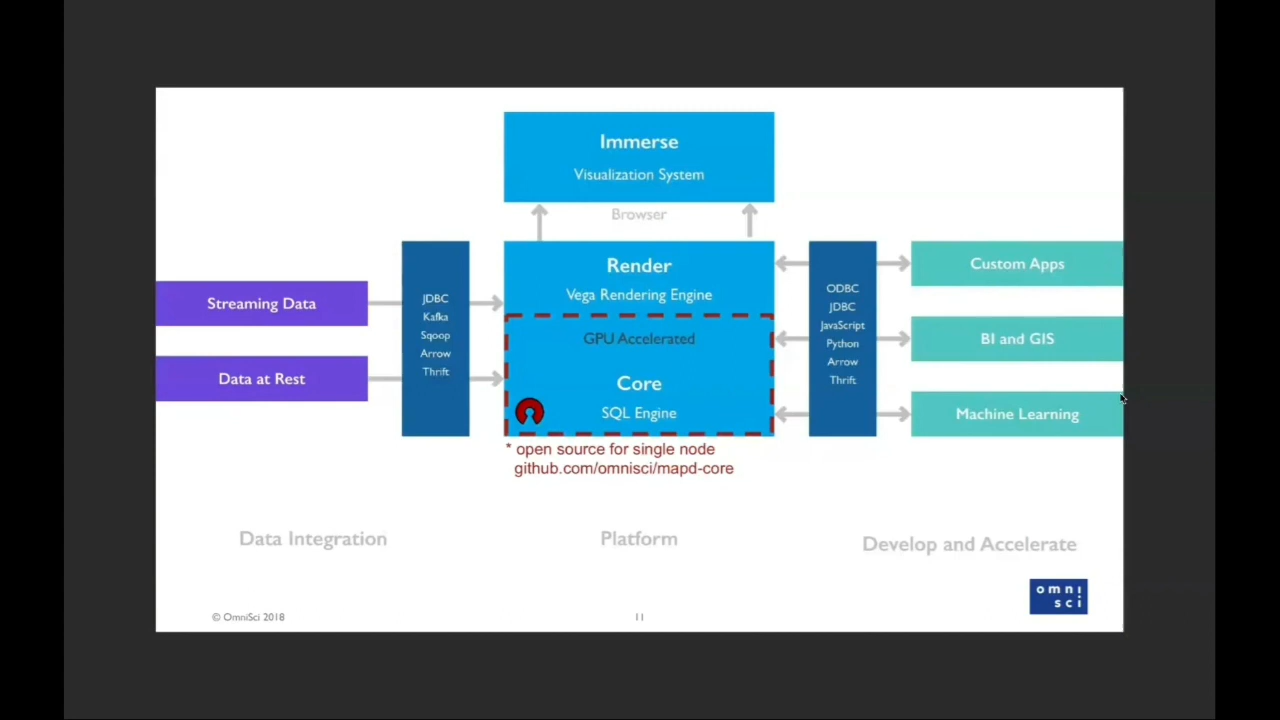 Immerse
Visualization System
Browser
Render
Vega Rendering Engine
GPU Accelerated
Core
SQL Engine
* open source for single node
github.com/omnisci/mapd-core
Streaming Data
Data at Rest
JDBC
Kafka
Sqoop
Arrow
Thrift
ODBC
JDBC
JavaScript
Python
Arrow
Thrift
Custom Apps
BI and GIS
Machine Learning
Data Integration
Platform
Develop and Accelerate
omni
sci
© OmniSci 2018
11